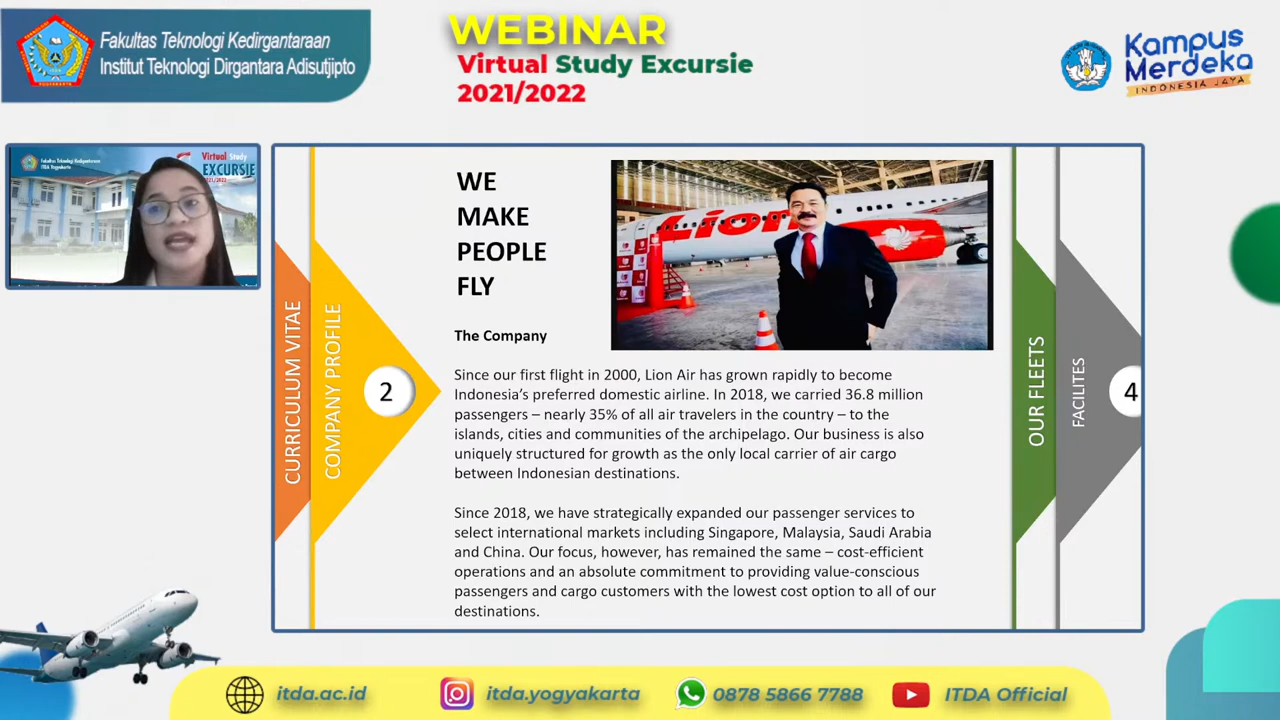 Fakultas Teknologi Kedirgantaraan
Institut Teknologi Dirgantara Adisutjipto
WEBINAR
Virtual Study Excursie
2021/2022
Kampus
Merdeka
INDONESIA JAYA
Fakultas Teknologi Kedirgantaraan
ITDA Yogyakarta
Virtual Study
EXCURSIE
2021/2022
CURRICULUM VITAE
COMPANY PROFILE
2
WE
MAKE
PEOPLE
FLY
Lion
The Company
Since our first flight in 2000, Lion Air has grown rapidly to become
Indonesia’s preferred domestic airline. In 2018, we carried 36.8 million
passengers – nearly 35% of all air travelers in the country – to the
islands, cities and communities of the archipelago. Our business is also
uniquely structured for growth as the only local carrier of air cargo
between Indonesian destinations.
Since 2018, we have strategically expanded our passenger services to
select international markets including Singapore, Malaysia, Saudi Arabia
and China. Our focus, however, has remained the same – cost-efficient
operations and an absolute commitment to providing value-conscious
passengers and cargo customers with the lowest cost option to all of our
destinations.
OUR FLEETS
FACILITES
4
itda.ac.id
itda.yogyakarta
0878 5866 7788
ITDA Official